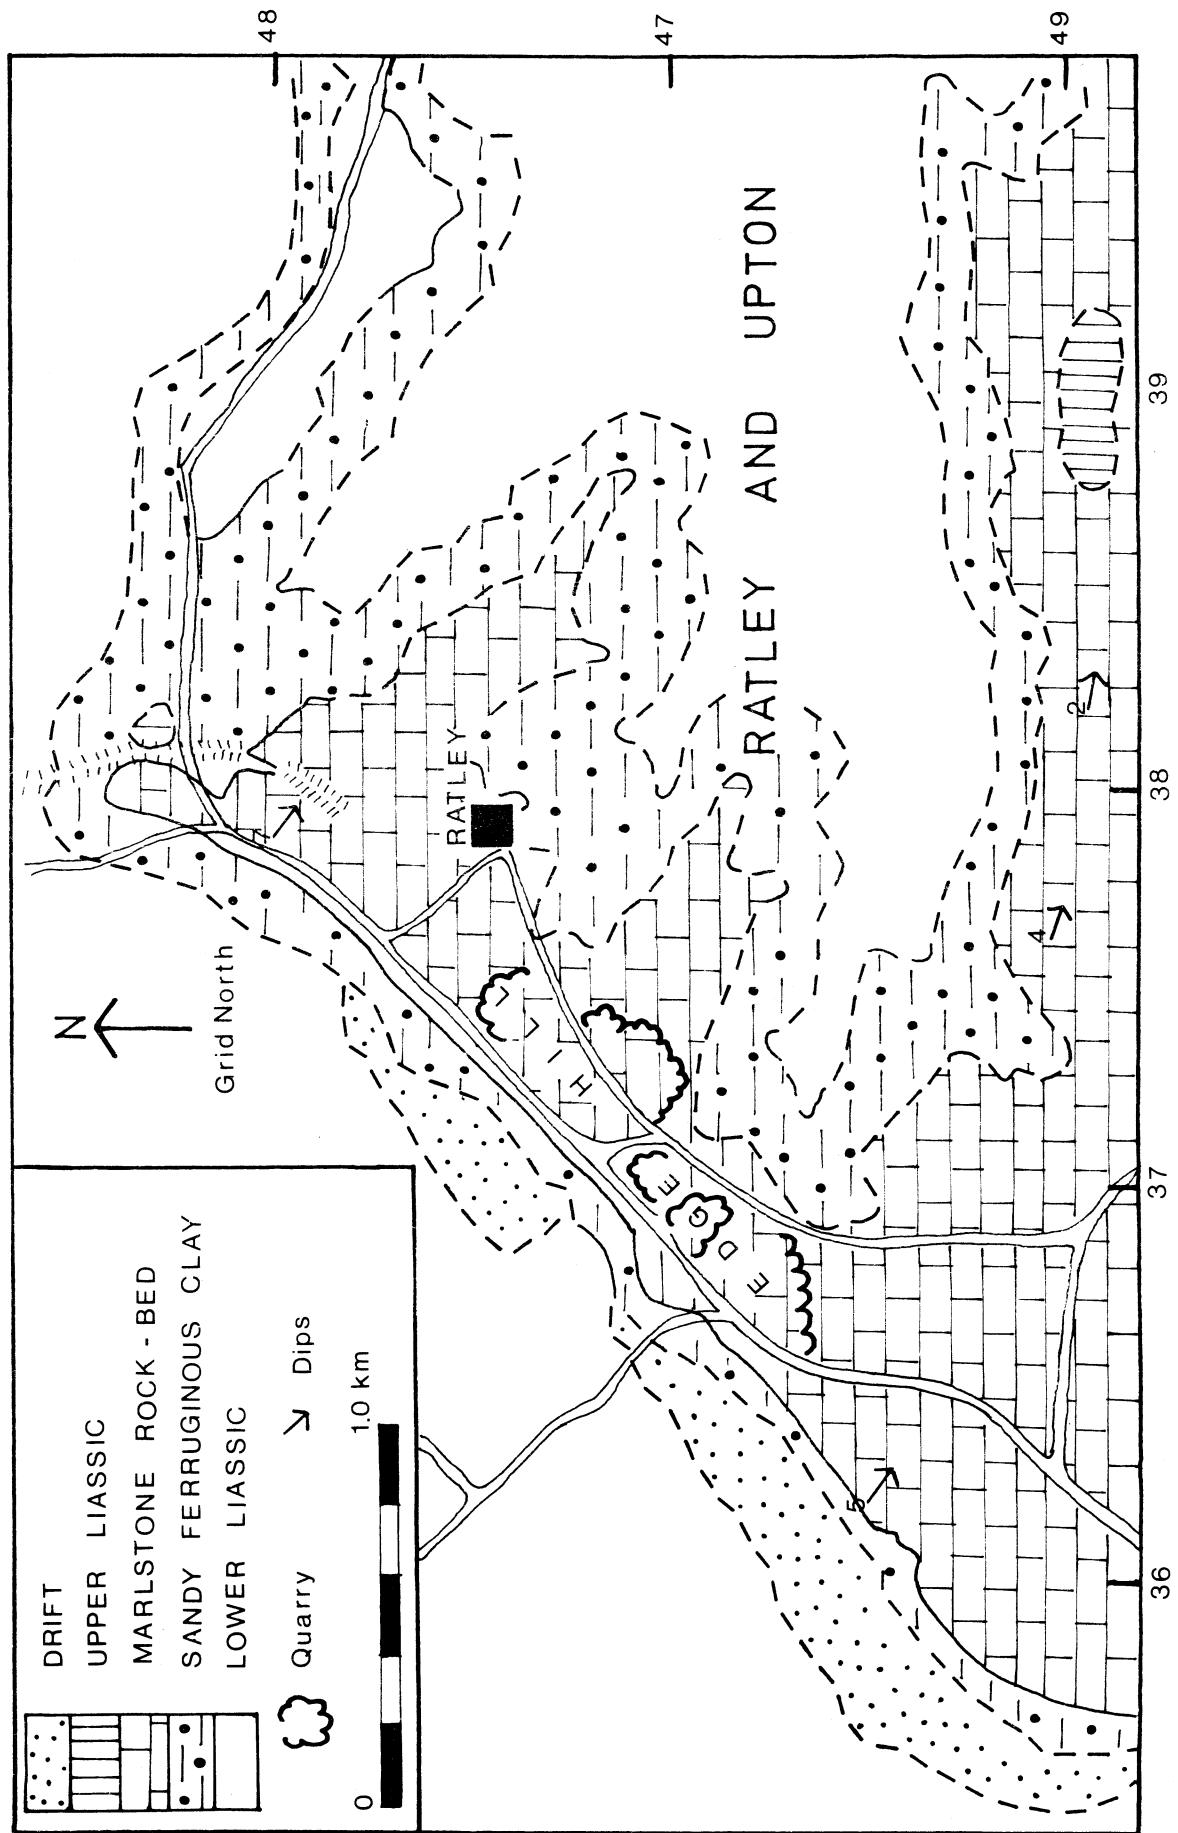 DRIFT
UPPER LIASSIC
MARLSTONE ROCK-BED
SANDY FERRUGINOUS CLAY
LOWER LIASSIC
Quarry
Dips
0
1.0 km
N
Grid North
48
47
49
36
37
38
39
RATLEY
RATLEY AND UPTON
EDGE HILL
7
5
4
2